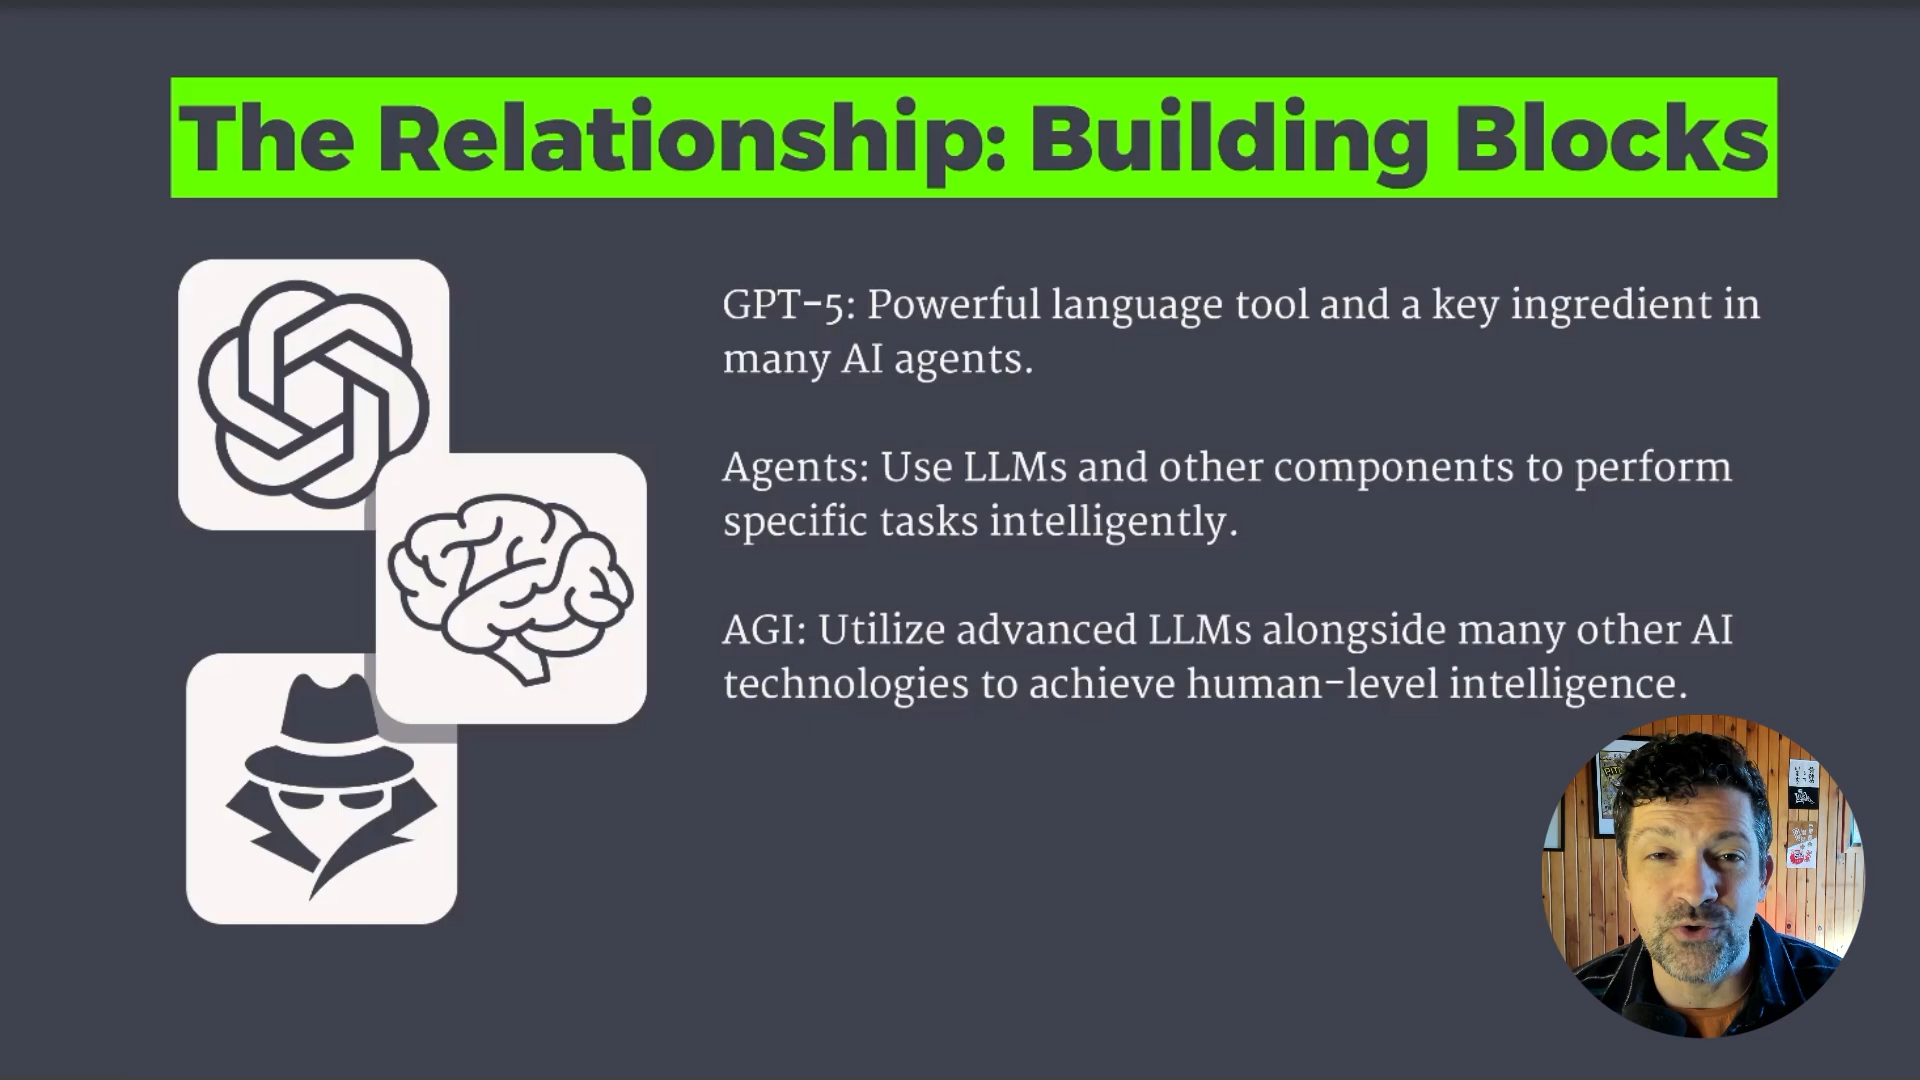 The Relationship: Building Blocks
GPT-5: Powerful language tool and a key ingredient in
many AI agents.
Agents: Use LLMs and other components to perform
specific tasks intelligently.
AGI: Utilize advanced LLMs alongside many other AI
technologies to achieve human-level intelligence.